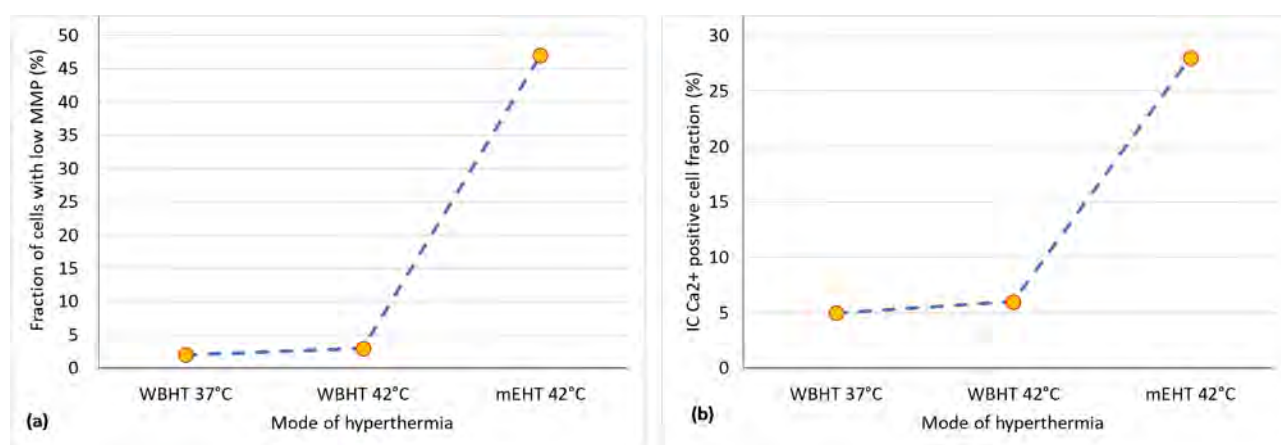 Fraction of cells with low MMP (%)
50
45
40
35
30
25
20
15
10
5
0
WBHT 37°C WBHT 42°C mEHT 42°C
Mode of hyperthermia
(a)
IC Ca2+ positive cell fraction (%)
30
25
20
15
10
5
0
WBHT 37°C WBHT 42°C mEHT 42°C
Mode of hyperthermia
(b)